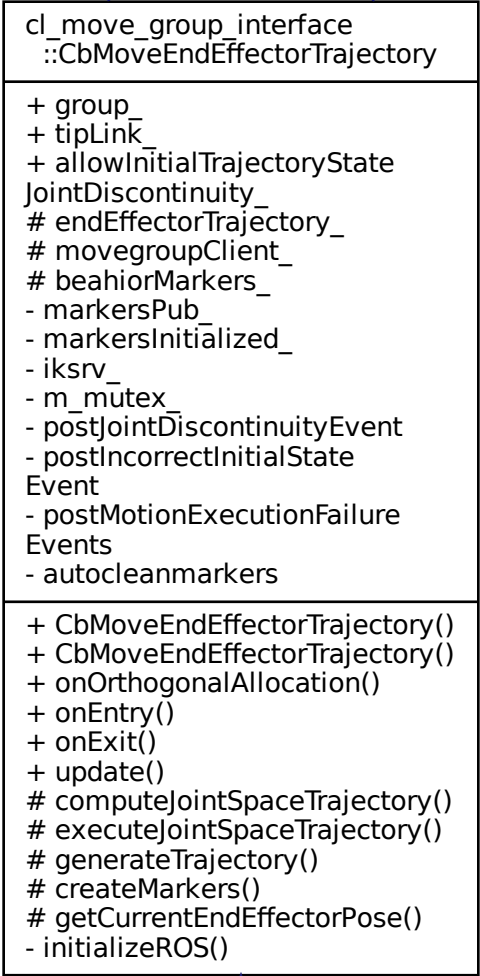 cl_move_group_interface
::CbMoveEndEffectorTrajectory
+ group_
+ tipLink_
+ allowInitialTrajectoryState
JointDiscontinuity_
# endEffectorTrajectory_
# movegroupClient_
# beahiorMarkers_
- markersPub_
- markersInitialized_
- iksrv_
- m_mutex_
- postJointDiscontinuityEvent
- postIncorrectInitialState
Event
- postMotionExecutionFailure
Events
- autocleanmarkers
+ CbMoveEndEffectorTrajectory()
+ CbMoveEndEffectorTrajectory()
+ onOrthogonalAllocation()
+ onEntry()
+ onExit()
+ update()
# computeJointSpaceTrajectory()
# executeJointSpaceTrajectory()
# generateTrajectory()
# createMarkers()
# getCurrentEndEffectorPose()
- initializeROS()